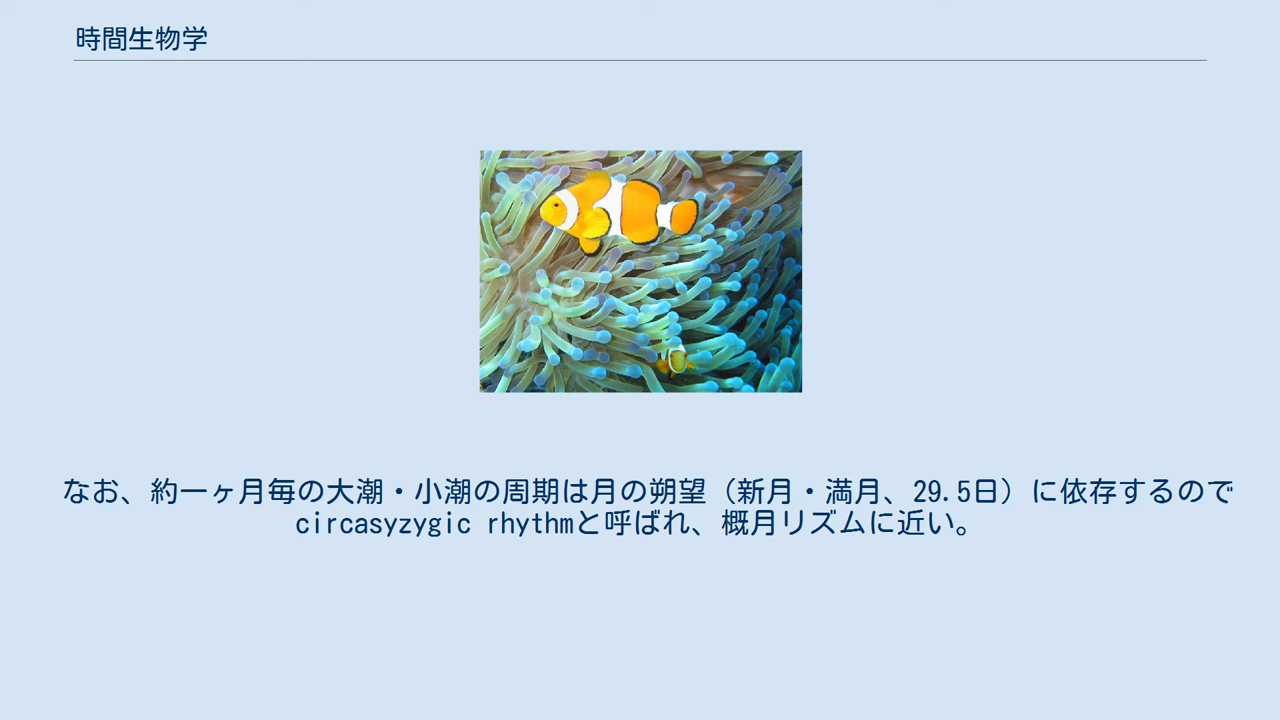 時間生物学
なお、約一ヶ月毎の大潮・小潮の周期は月の朔望（新月・満月、29.5日）に依存するので
circasyzygic rhythmと呼ばれ、概月リズムに近い。